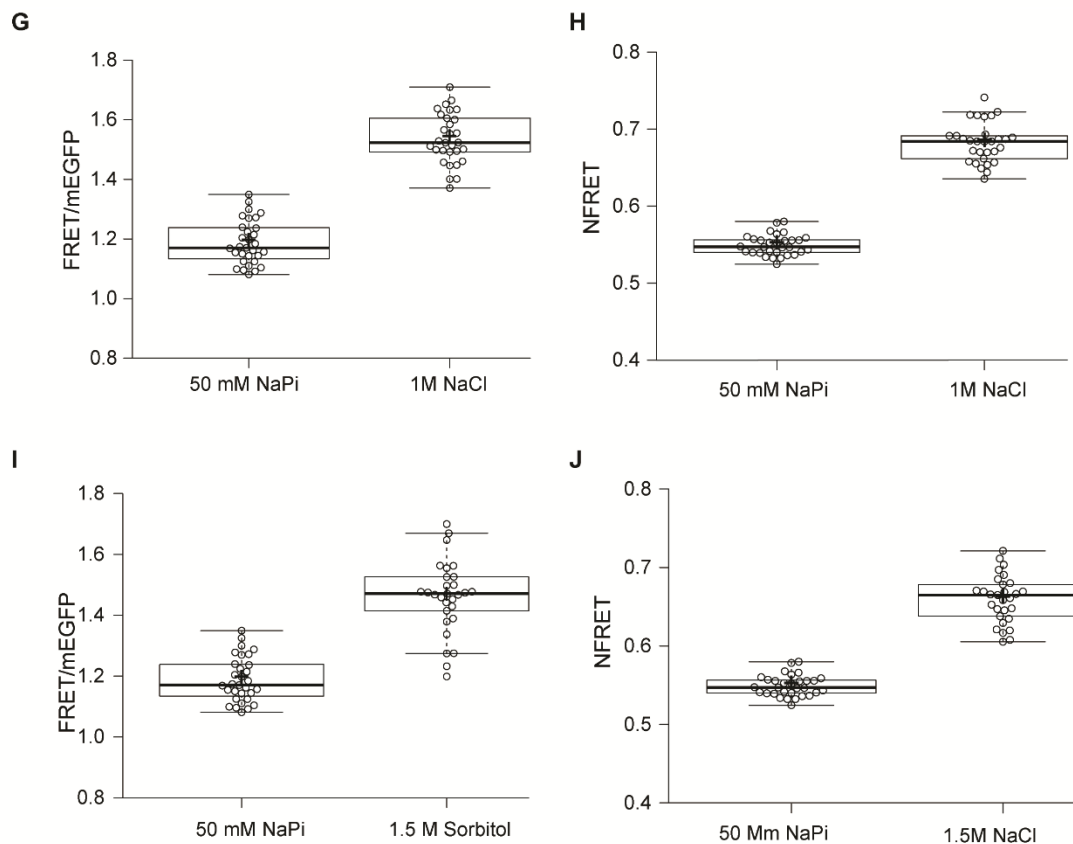 G
FRET/mEGFP
1.8
1.6
1.4
1.2
1.0
0.8
50 mM NaPi
1M NaCl
H
NFRET
0.8
0.7
0.6
0.5
0.4
50 mM NaPi
1M NaCl
I
FRET/mEGFP
1.8
1.6
1.4
1.2
1.0
0.8
50 mM NaPi
1.5 M Sorbitol
J
NFRET
0.8
0.7
0.6
0.5
0.4
50 Mm NaPi
1.5M NaCl